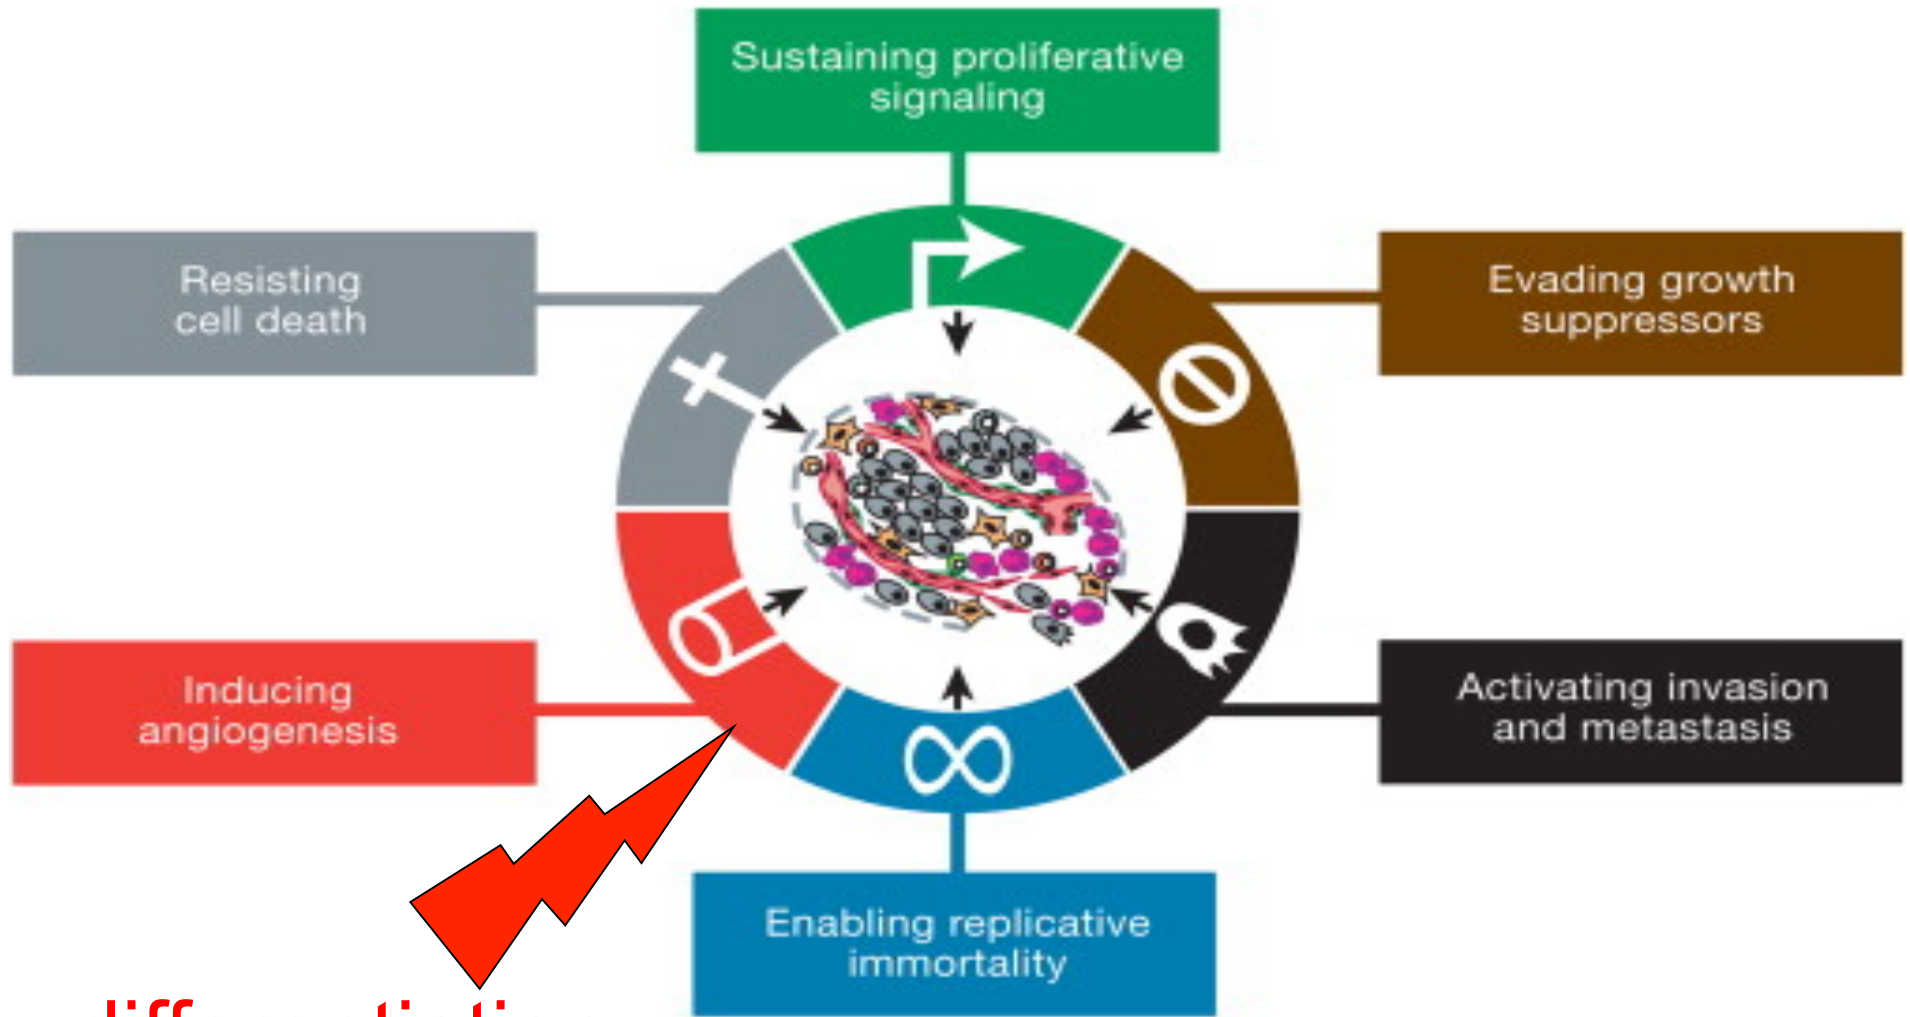 Sustaining proliferative
signaling
Resisting
cell death
Evading growth
suppressors
Inducing
angiogenesis
Activating invasion
and metastasis
Enabling replicative
immortality